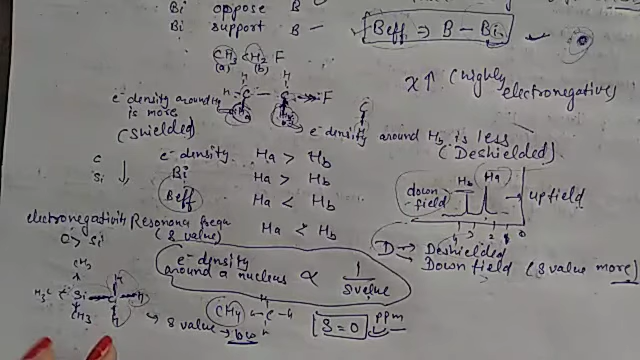 Bi oppose B
Bi support B –
Beff ⇒ B – Bi
CH3 CH2 F
(a) (b)
χ↑ (highly electronegative)
e⁻ density around Ha is more
(Shielded)
e⁻ density around Hb is less
(Deshielded)
C
Si
e⁻ density Ha > Hb
Bi Ha > Hb
Beff Ha < Hb
electronegativity
C > Si
Resonance freq
(δ value) Ha < Hb
down-field
Hb
Ha
upfield
D → Deshielded
Down field (δ value more)
e⁻ density around a nucleus ∝ 1 / δ value
CH3
H3C Si H
CH3 H
δ value → low
CH4
H
C – H
δ = 0 ppm